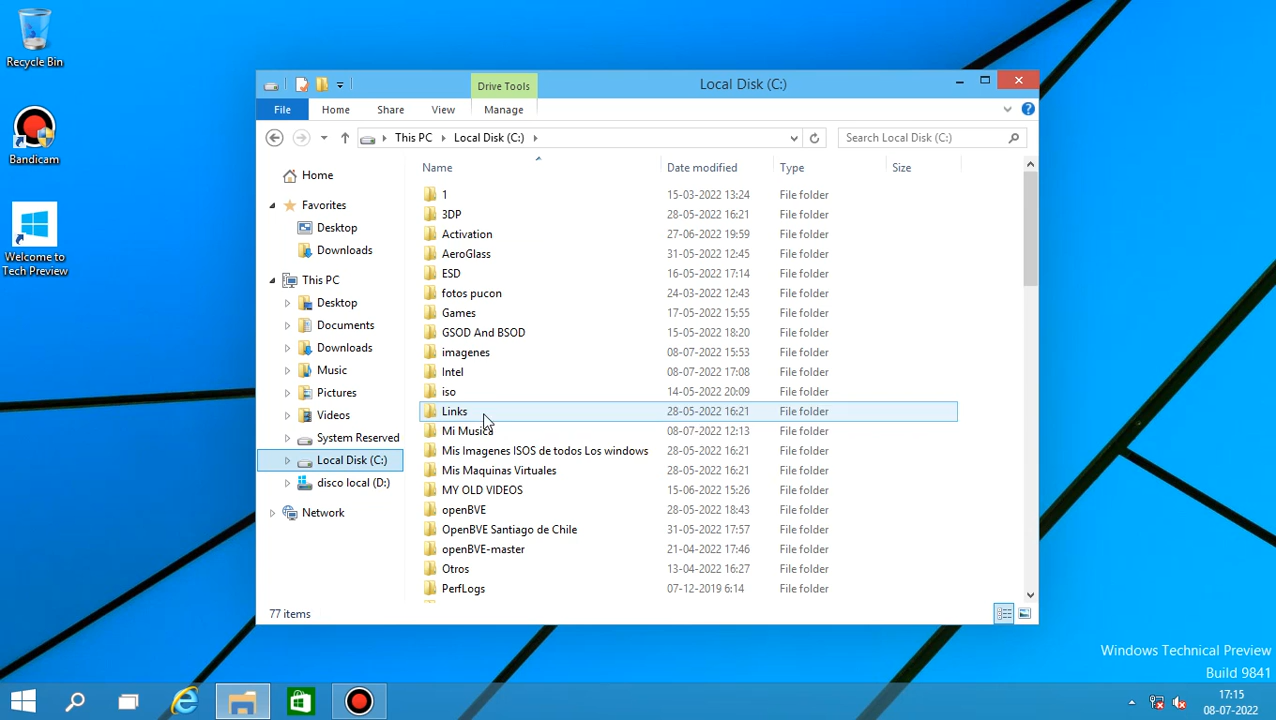 Recycle Bin
Bandicam
Welcome to
Tech Preview
Drive Tools
Local Disk (C:)
File
Home
Share
View
Manage
This PC
Local Disk (C:)
Search Local Disk (C:)
Name
Date modified
Type
Size
Home
Favorites
Desktop
Downloads
This PC
Desktop
Documents
Downloads
Music
Pictures
Videos
System Reserved
Local Disk (C:)
disco local (D:)
Network
1 15-03-2022 13:24 File folder
3DP 28-05-2022 16:21 File folder
Activation 27-06-2022 19:59 File folder
AeroGlass 31-05-2022 12:45 File folder
ESD 16-05-2022 17:14 File folder
fotos pucon 24-03-2022 12:43 File folder
Games 17-05-2022 15:55 File folder
GSOD And BSOD 15-05-2022 18:20 File folder
imagenes 08-07-2022 15:53 File folder
Intel 08-07-2022 17:08 File folder
iso 14-05-2022 20:09 File folder
Links 28-05-2022 16:21 File folder
Mi Musica 08-07-2022 12:13 File folder
Mis Imagenes ISOS de todos Los windows 28-05-2022 16:21 File folder
Mis Maquinas Virtuales 28-05-2022 16:21 File folder
MY OLD VIDEOS 15-06-2022 15:26 File folder
openBVE 28-05-2022 18:43 File folder
OpenBVE Santiago de Chile 31-05-2022 17:57 File folder
openBVE-master 21-04-2022 17:46 File folder
Otros 13-04-2022 16:27 File folder
PerfLogs 07-12-2019 6:14 File folder
77 items
Windows Technical Preview
Build 9841
17:15
08-07-2022